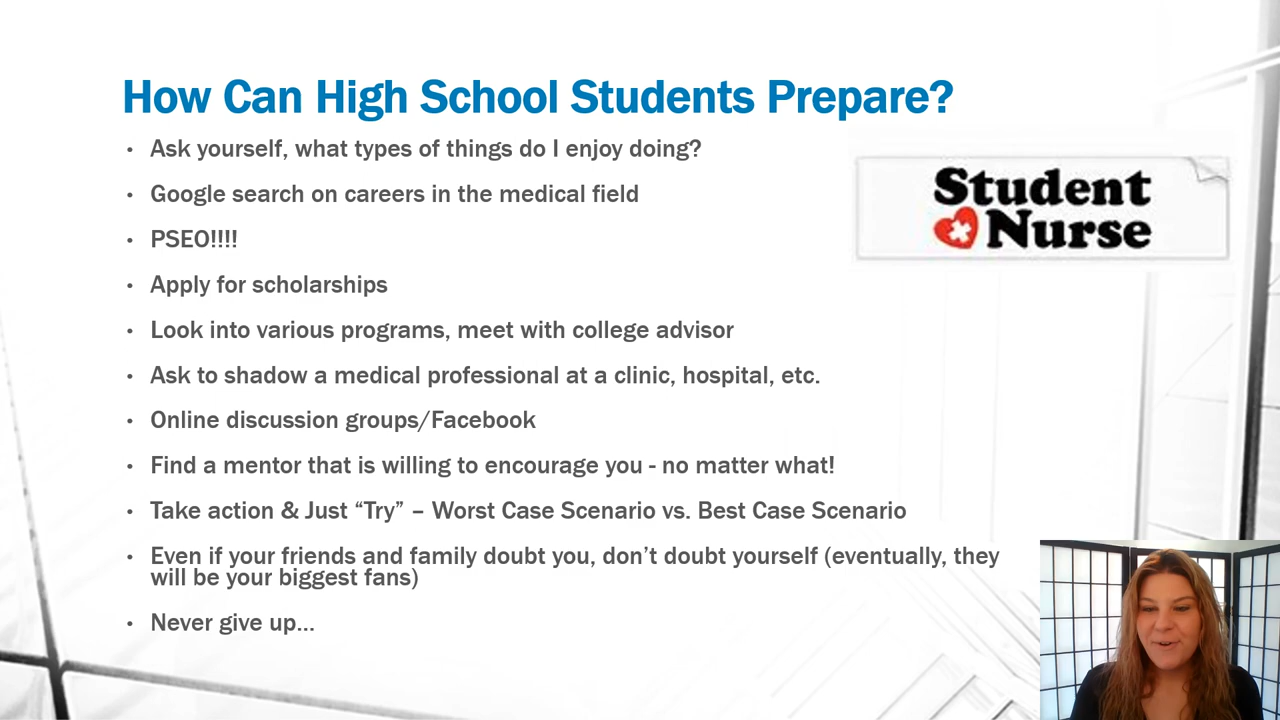 How Can High School Students Prepare?
• Ask yourself, what types of things do I enjoy doing?
• Google search on careers in the medical field
• PSEO!!!!
• Apply for scholarships
• Look into various programs, meet with college advisor
• Ask to shadow a medical professional at a clinic, hospital, etc.
• Online discussion groups/Facebook
• Find a mentor that is willing to encourage you - no matter what!
• Take action & Just “Try” – Worst Case Scenario vs. Best Case Scenario
• Even if your friends and family doubt you, don’t doubt yourself (eventually, they
will be your biggest fans)
• Never give up...
Student
Nurse